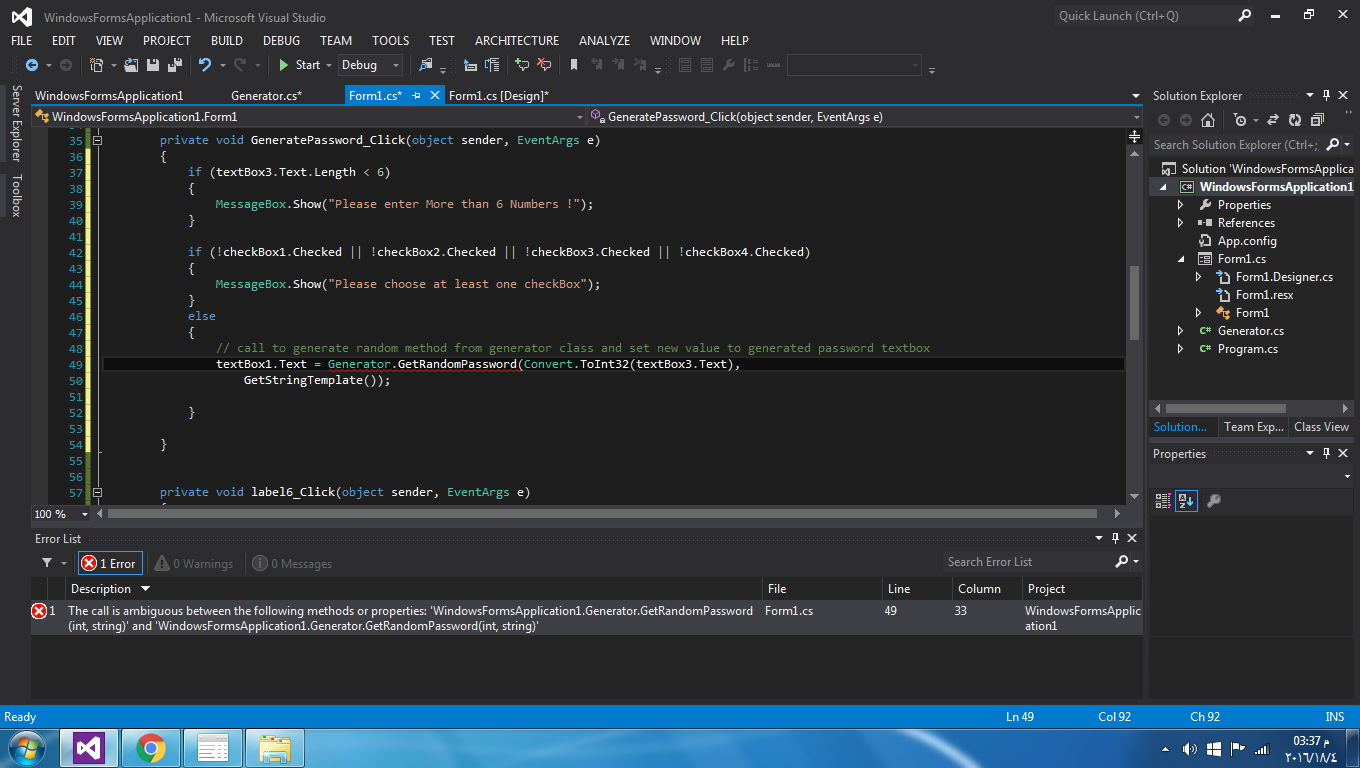 WindowsFormsApplication1 - Microsoft Visual Studio
Quick Launch (Ctrl+Q)
FILE EDIT VIEW PROJECT BUILD DEBUG TEAM TOOLS TEST ARCHITECTURE ANALYZE WINDOW HELP
Start Debug
Server Explorer
Toolbox
WindowsFormsApplication1 Generator.cs* Form1.cs* Form1.cs [Design]*
WindowsFormsApplication1.Form1 GeneratePassword_Click(object sender, EventArgs e)
35 private void GeneratePassword_Click(object sender, EventArgs e)
36 {
37 if (textBox3.Text.Length < 6)
38 {
39 MessageBox.Show("Please enter More than 6 Numbers !");
40 }
41
42 if (!checkBox1.Checked || !checkBox2.Checked || !checkBox3.Checked || !checkBox4.Checked)
43 {
44 MessageBox.Show("Please choose at least one checkBox");
45 }
46 else
47 {
48 // call to generate random method from generator class and set new value to generated password textbox
49 textBox1.Text = Generator.GetRandomPassword(Convert.ToInt32(textBox3.Text),
50 GetStringTemplate());
51
52 }
53
54 }
55
56
57 private void label6_Click(object sender, EventArgs e)
100 %
Solution Explorer
Search Solution Explorer (Ctrl+;
Solution 'WindowsFormsApplica
WindowsFormsApplication1
Properties
References
App.config
Form1.cs
Form1.Designer.cs
Form1.resx
Form1
Generator.cs
Program.cs
Solution... Team Exp... Class View
Properties
Error List
1 Error 0 Warnings 0 Messages
Search Error List
Description File Line Column Project
1 The call is ambiguous between the following methods or properties: 'WindowsFormsApplication1.Generator.GetRandomPassword Form1.cs 49 33 WindowsFormsApplic
(int, string)' and 'WindowsFormsApplication1.Generator.GetRandomPassword(int, string)' ation1
Ready Ln 49 Col 92 Ch 92 INS
03:37 م
٢٠١٦/١٨/٤